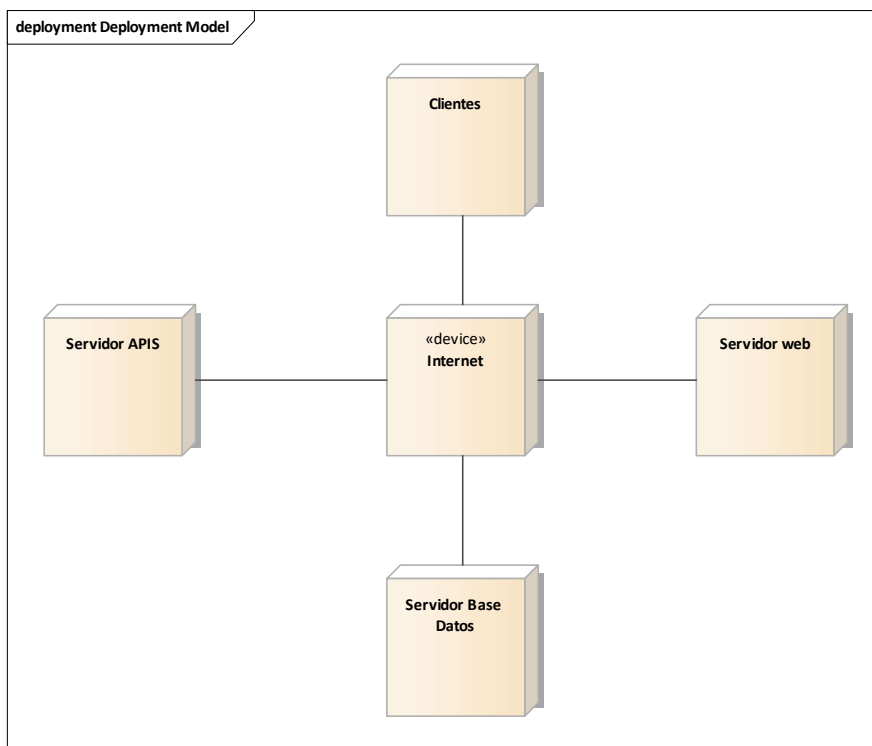 deployment Deployment Model
Clientes
Servidor APIS
«device»
Internet
Servidor web
Servidor Base
Datos